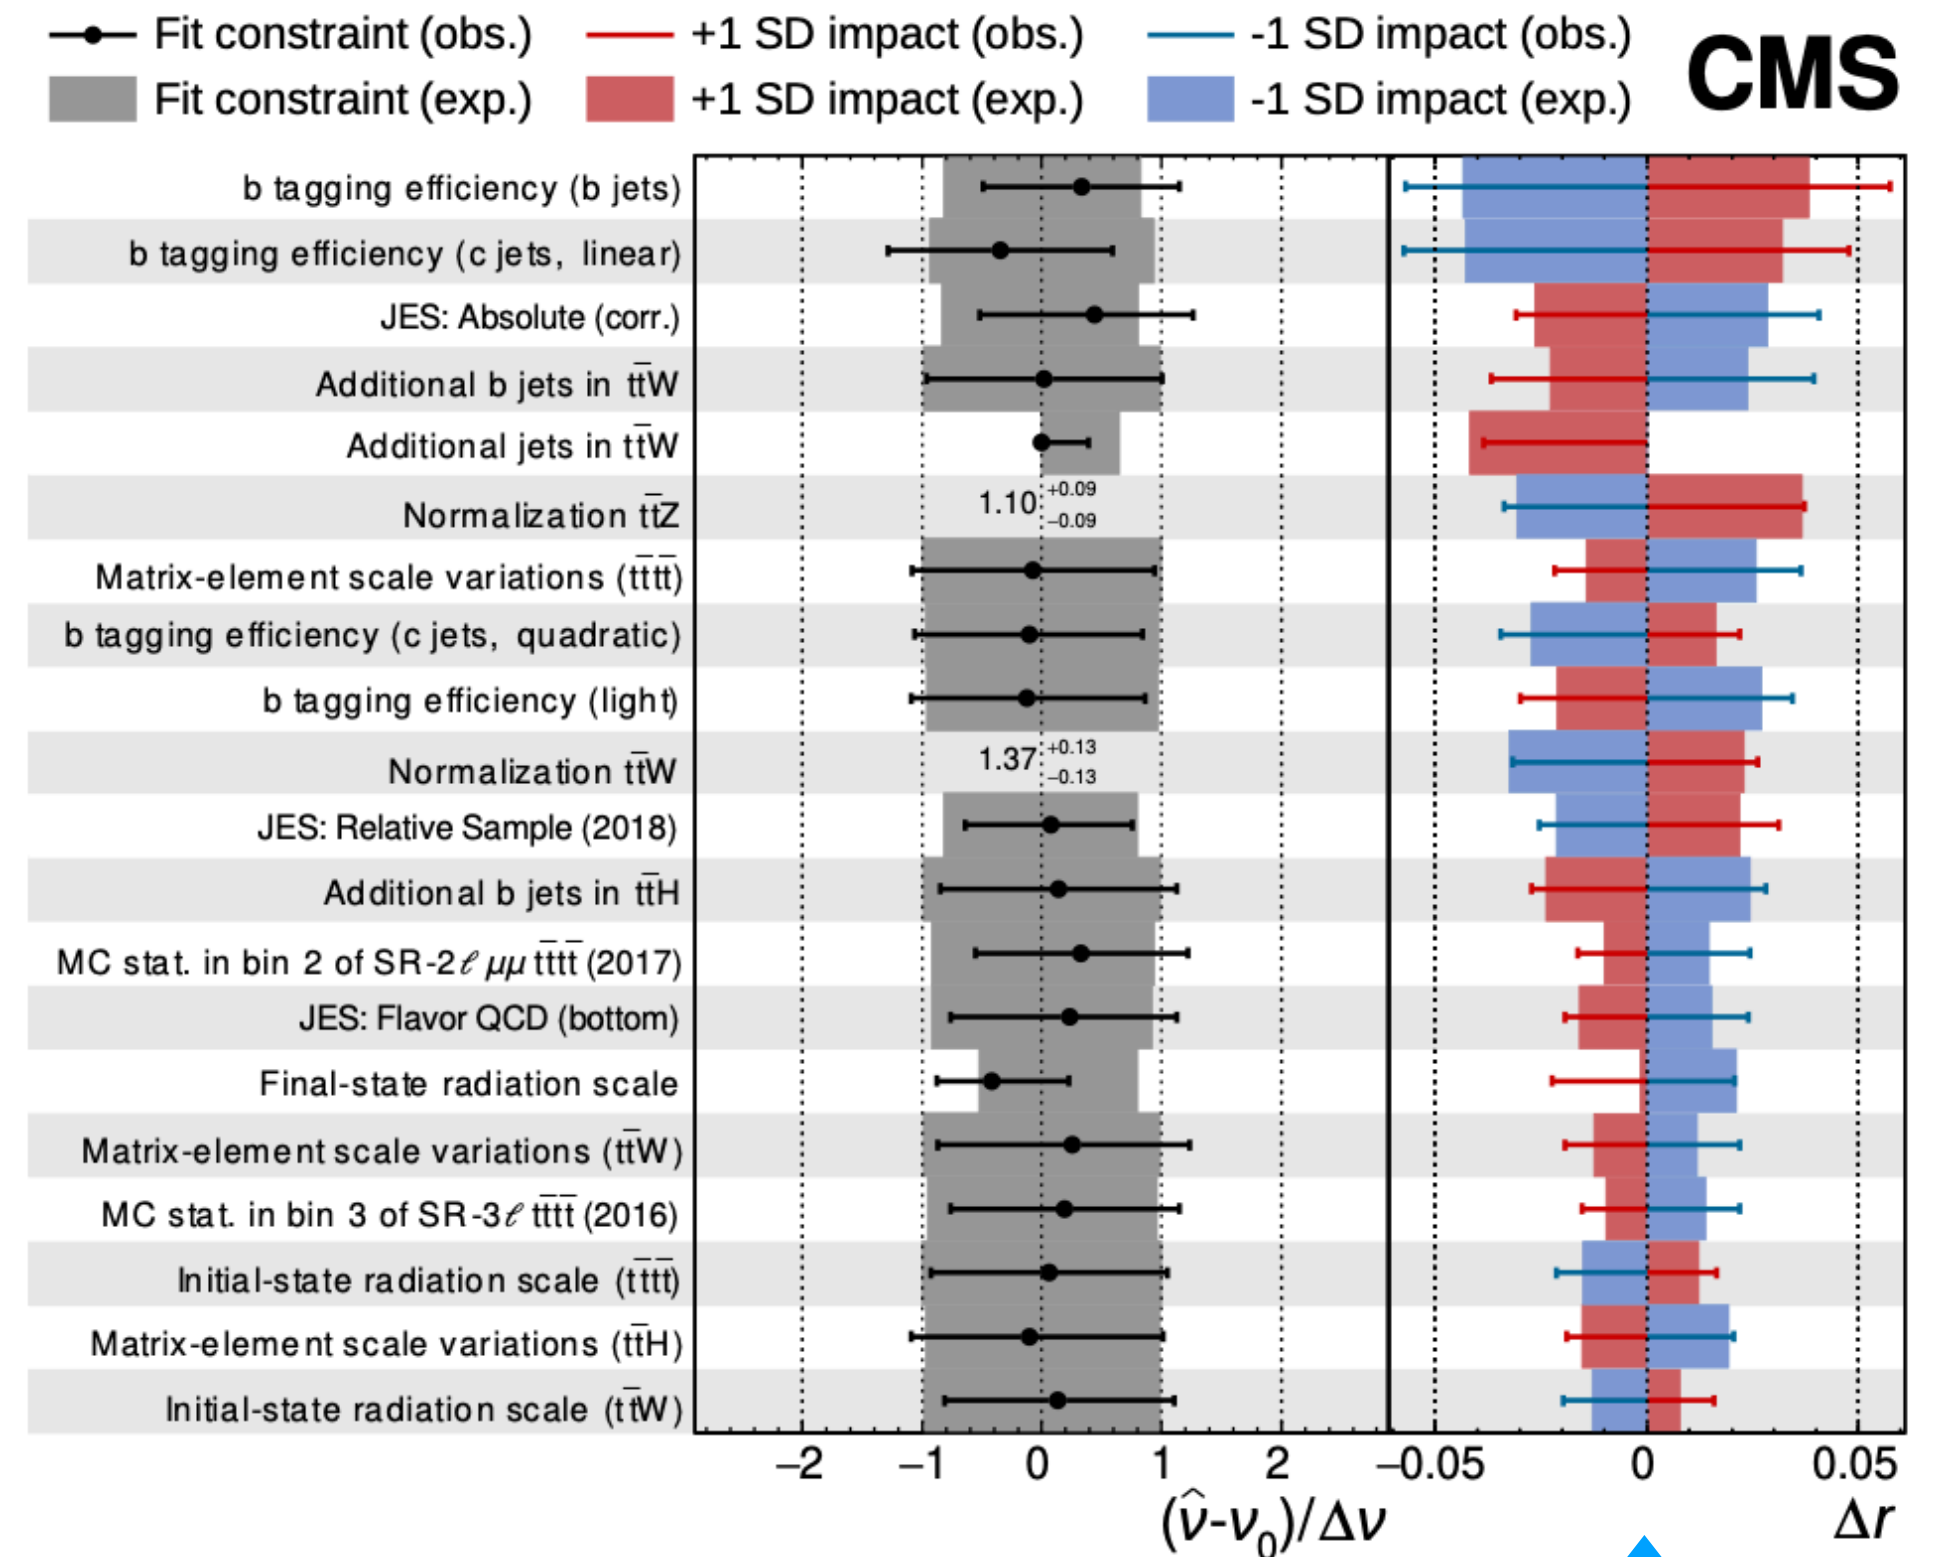 Fit constraint (obs.) +1 SD impact (obs.) -1 SD impact (obs.) CMS
Fit constraint (exp.) +1 SD impact (exp.) -1 SD impact (exp.)
b tagging efficiency (b jets)
b tagging efficiency (c jets, linear)
JES: Absolute (corr.)
Additional b jets in tt̅W
Additional jets in tt̅W
Normalization tt̅Z 1.10 +0.09 −0.09
Matrix-element scale variations (tt̅tt̅)
b tagging efficiency (c jets, quadratic)
b tagging efficiency (light)
Normalization tt̅W 1.37 +0.13 −0.13
JES: Relative Sample (2018)
Additional b jets in tt̅H
MC stat. in bin 2 of SR-2ℓ μμ tt̅tt̅ (2017)
JES: Flavor QCD (bottom)
Final-state radiation scale
Matrix-element scale variations (tt̅W)
MC stat. in bin 3 of SR-3ℓ tt̅tt̅ (2016)
Initial-state radiation scale (tt̅tt̅)
Matrix-element scale variations (tt̅H)
Initial-state radiation scale (tt̅W)
−2 −1 0 1 2 −0.05 0 0.05
(ν̂-ν₀)/Δν Δr